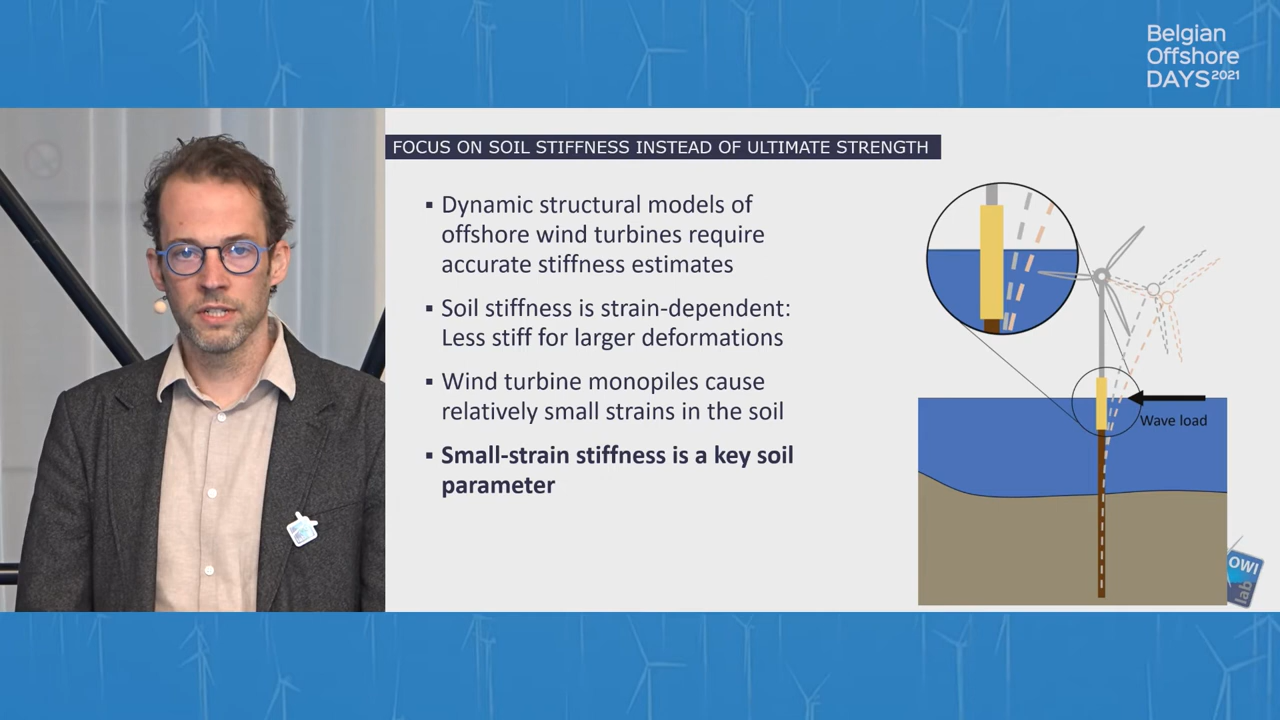 Belgian
Offshore
DAYS 2021
FOCUS ON SOIL STIFFNESS INSTEAD OF ULTIMATE STRENGTH
▪ Dynamic structural models of
offshore wind turbines require
accurate stiffness estimates
▪ Soil stiffness is strain-dependent:
Less stiff for larger deformations
▪ Wind turbine monopiles cause
relatively small strains in the soil
▪ Small-strain stiffness is a key soil
parameter
Wave load
OWI
lab